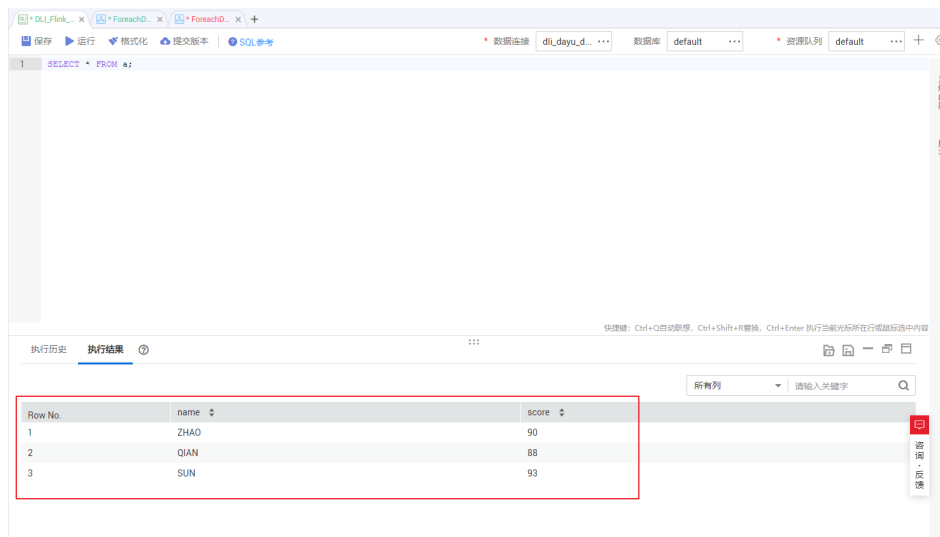 * DLI_Flink_... × * ForeachD... × * ForeachD... × +
保存 运行 格式化 提交版本 SQL参考 * 数据连接 dli_dayu_d... ··· 数据库 default ··· * 资源队列 default ··· +
1 SELECT * FROM a;
快捷键：Ctrl+Q自动联想、Ctrl+Shift+R替换、Ctrl+Enter 执行当前光标所在行或鼠标选中内容
执行历史 执行结果
所有列 请输入关键字
Row No. name score
1 ZHAO 90
2 QIAN 88
3 SUN 93
咨询·反馈